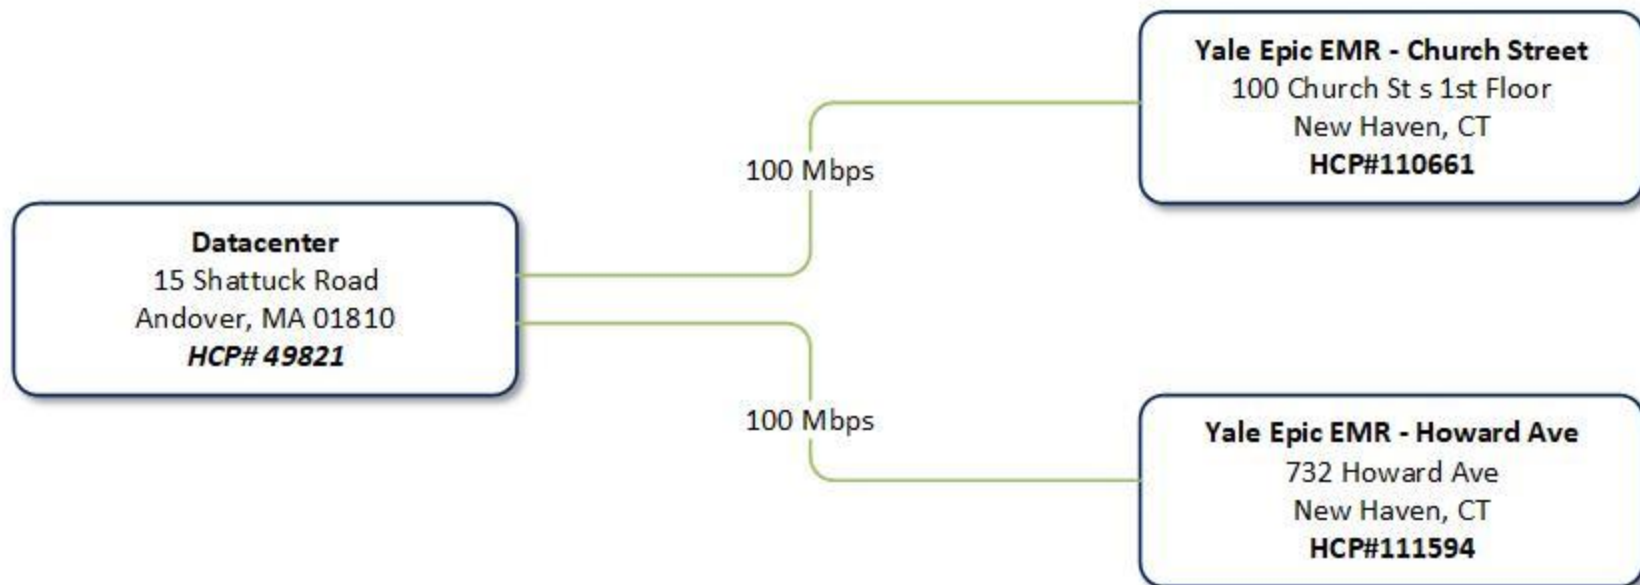 Yale Epic EMR - Church Street
100 Church St s 1st Floor
New Haven, CT
HCP#110661
100 Mbps
Datacenter
15 Shattuck Road
Andover, MA 01810
HCP# 49821
100 Mbps
Yale Epic EMR - Howard Ave
732 Howard Ave
New Haven, CT
HCP#111594